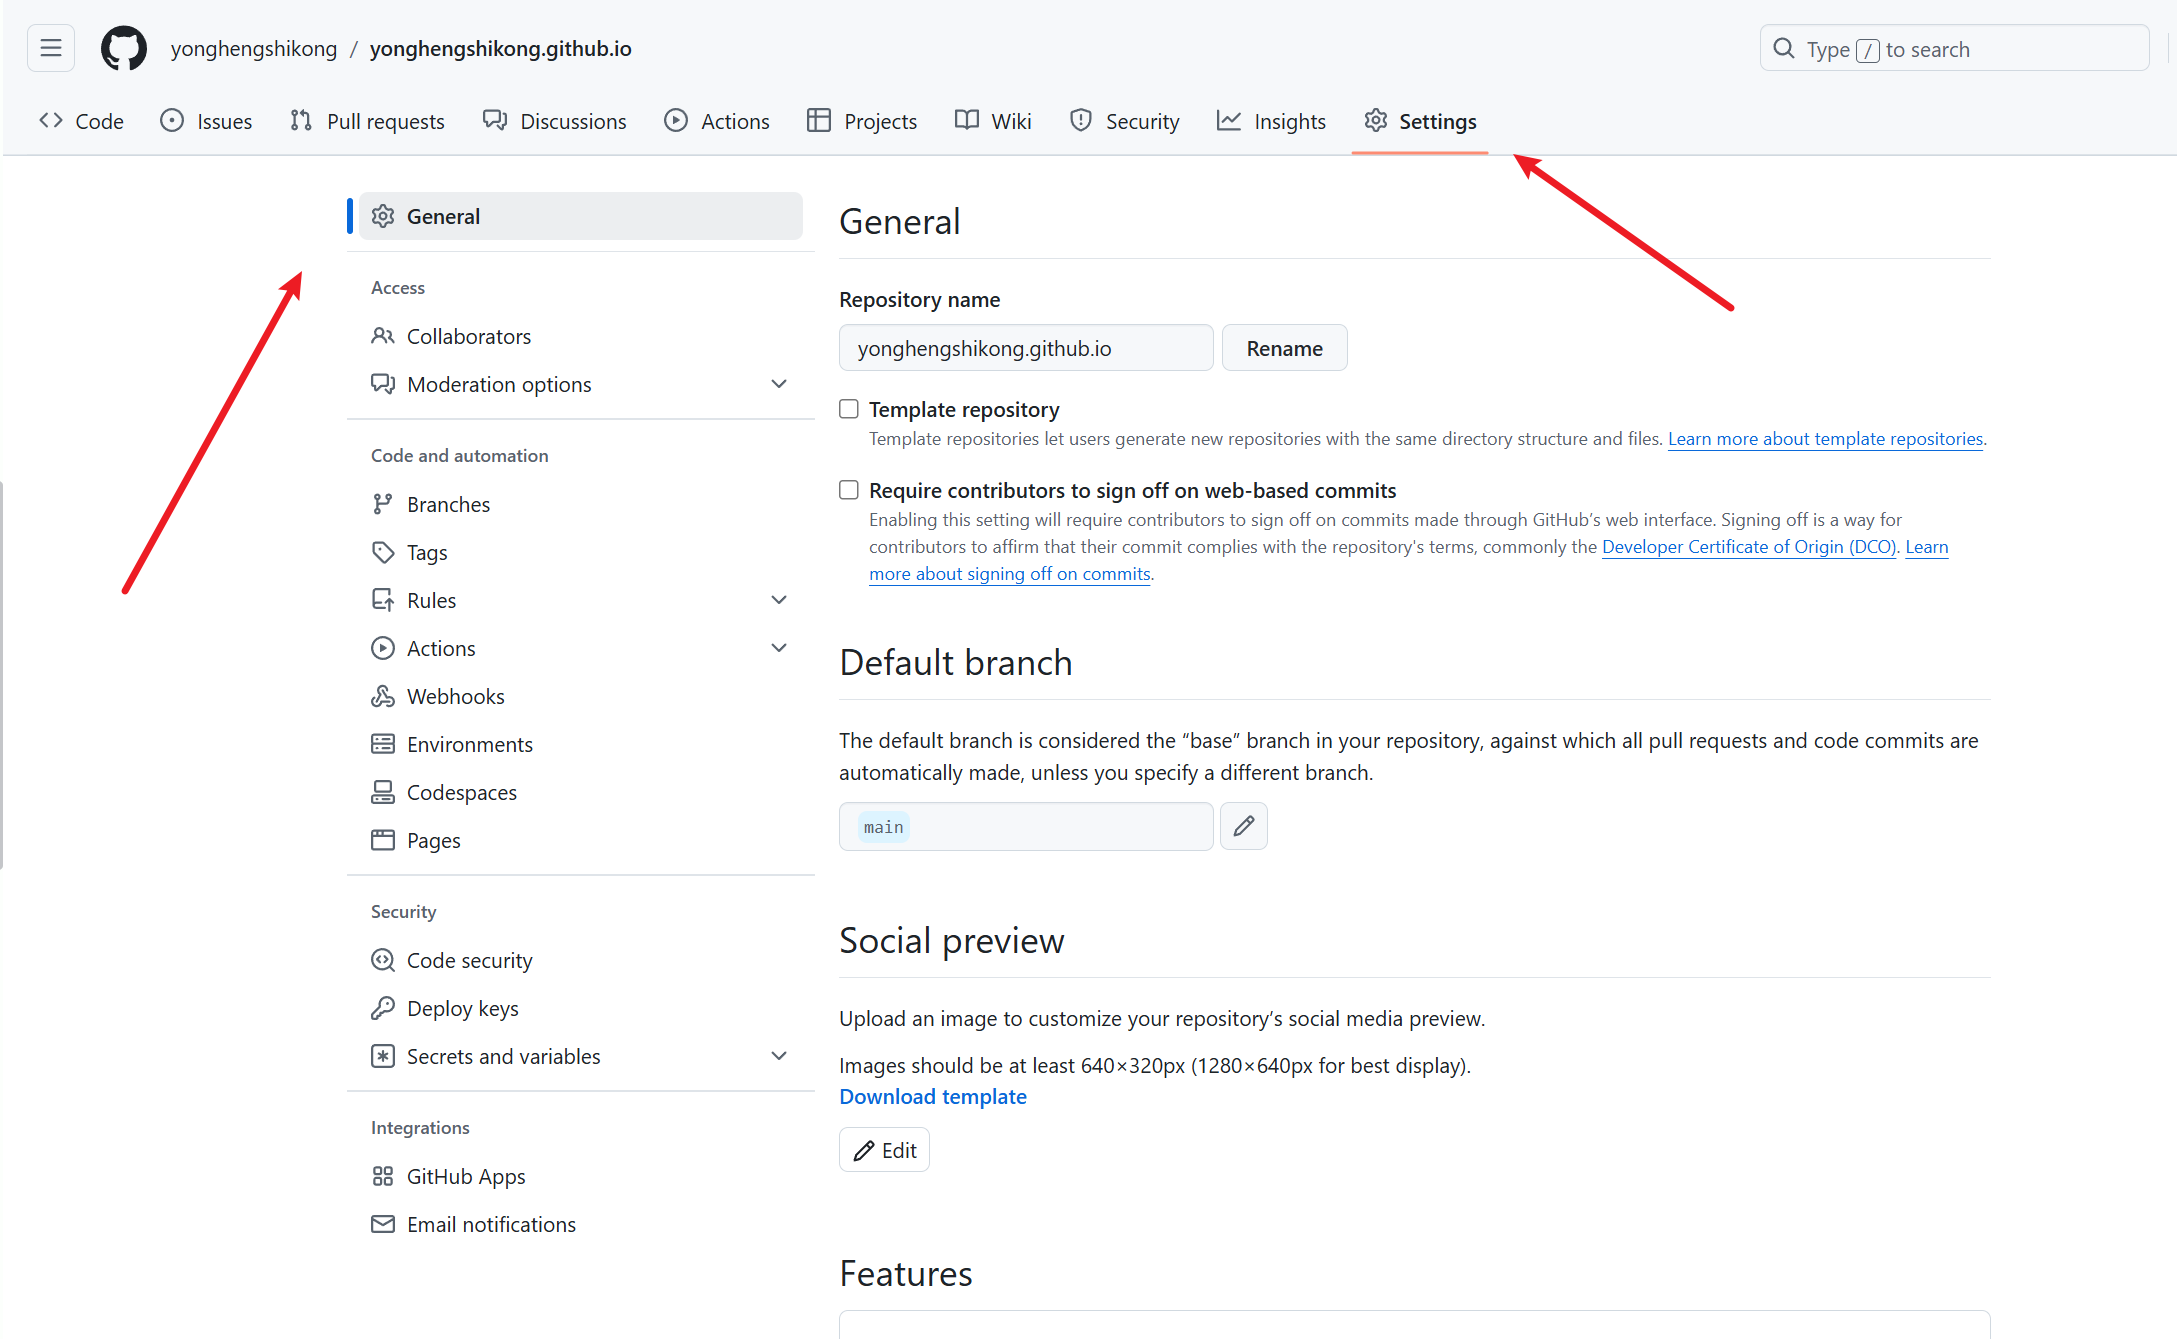 yonghengshikong / yonghengshikong.github.io
Type / to search
Code Issues Pull requests Discussions Actions Projects Wiki Security Insights Settings
General
Access
Collaborators
Moderation options
Code and automation
Branches
Tags
Rules
Actions
Webhooks
Environments
Codespaces
Pages
Security
Code security
Deploy keys
Secrets and variables
Integrations
GitHub Apps
Email notifications
General
Repository name
yonghengshikong.github.io Rename
Template repository
Template repositories let users generate new repositories with the same directory structure and files. Learn more about template repositories.
Require contributors to sign off on web-based commits
Enabling this setting will require contributors to sign off on commits made through GitHub’s web interface. Signing off is a way for
contributors to affirm that their commit complies with the repository's terms, commonly the Developer Certificate of Origin (DCO). Learn
more about signing off on commits.
Default branch
The default branch is considered the “base” branch in your repository, against which all pull requests and code commits are
automatically made, unless you specify a different branch.
main
Social preview
Upload an image to customize your repository’s social media preview.
Images should be at least 640×320px (1280×640px for best display).
Download template
Edit
Features